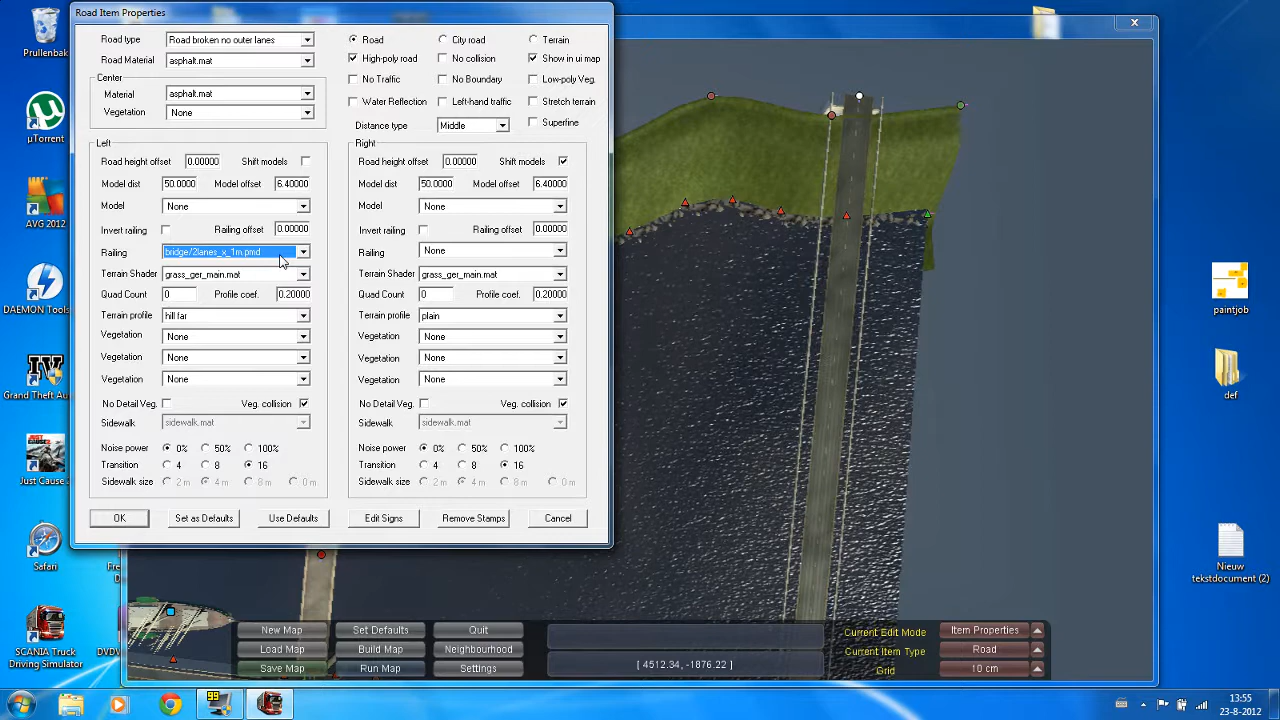 Prullenbak
µTorrent
AVG 2012
DAEMON Tools
Grand Theft Au
Just Cause 2
Safari
SCANIA Truck
Driving Simulator
Road Item Properties
Road type
Road broken no outer lanes
Road Material
asphalt.mat
Center
Material
asphalt.mat
Vegetation
None
Road
City road
Terrain
High-poly road
No collision
Show in ui map
No Traffic
No Boundary
Low-poly Veg.
Water Reflection
Left-hand traffic
Stretch terrain
Distance type
Middle
Superfine
Left
Road height offset
0.00000
Shift models
Model dist
50.0000
Model offset
6.40000
Model
None
Invert railing
Railing offset
0.00000
Railing
bridge/2lanes_x_1m.pmd
Terrain Shader
grass_ger_main.mat
Quad Count
0
Profile coef.
0.20000
Terrain profile
hill far
Vegetation
None
Vegetation
None
Vegetation
None
No Detail Veg.
Veg. collision
Sidewalk
sidewalk.mat
Noise power
0%
50%
100%
Transition
4
8
16
Sidewalk size
2 m
4 m
8 m
0 m
Right
Road height offset
0.00000
Shift models
Model dist
50.0000
Model offset
6.40000
Model
None
Invert railing
Railing offset
0.00000
Railing
None
Terrain Shader
grass_ger_main.mat
Quad Count
0
Profile coef.
0.20000
Terrain profile
plain
Vegetation
None
Vegetation
None
Vegetation
None
No Detail Veg.
Veg. collision
Sidewalk
sidewalk.mat
Noise power
0%
50%
100%
Transition
4
8
16
Sidewalk size
2 m
4 m
8 m
0 m
OK
Set as Defaults
Use Defaults
Edit Signs
Remove Stamps
Cancel
paintjob
def
Nieuw
tekstdocument (2)
Fre
D
DVDV
New Map
Set Defaults
Quit
Load Map
Build Map
Neighbourhood
Save Map
Run Map
Settings
[ 4512.34, -1876.22 ]
Current Edit Mode
Item Properties
Current Item Type
Road
Grid
10 cm
99
13:55
23-8-2012